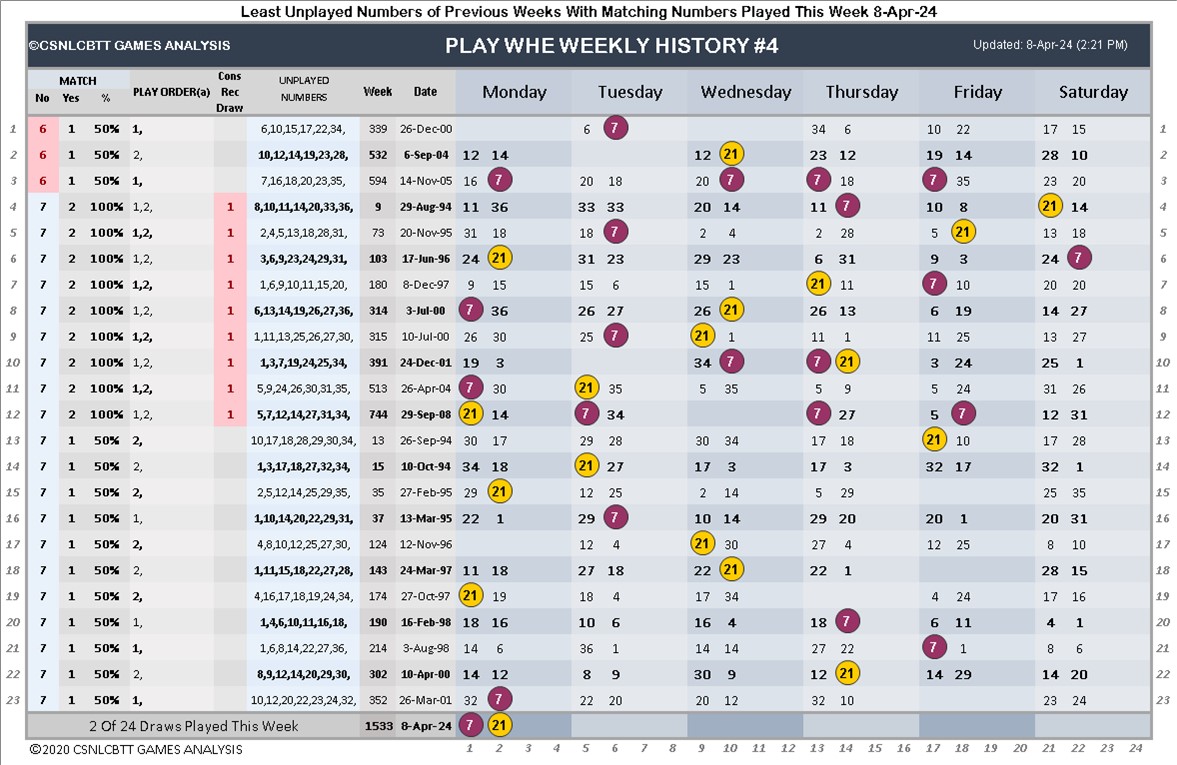 Least Unplayed Numbers of Previous Weeks With Matching Numbers Played This Week 8-Apr-24
©CSNLCBTT GAMES ANALYSIS PLAY WHE WEEKLY HISTORY #4 Updated: 8-Apr-24 (2:21 PM)
MATCH No Yes % PLAY ORDER(a) Cons Rec Draw UNPLAYED NUMBERS Week Date Monday Tuesday Wednesday Thursday Friday Saturday
1 6 1 50% 1, 6,10,15,17,22,34, 339 26-Dec-00 6 7 34 6 10 22 17 15 1
2 6 1 50% 2, 10,12,14,19,23,28, 532 6-Sep-04 12 14 12 21 23 12 19 14 28 10 2
3 6 1 50% 1, 7,16,18,20,23,35, 594 14-Nov-05 16 7 20 18 20 7 7 18 7 35 23 20 3
4 7 2 100% 1,2, 1 8,10,11,14,20,33,36, 9 29-Aug-94 11 36 33 33 20 14 11 7 10 8 21 14 4
5 7 2 100% 1,2, 1 2,4,5,13,18,28,31, 73 20-Nov-95 31 18 18 7 2 4 2 28 5 21 13 18 5
6 7 2 100% 1,2, 1 3,6,9,23,24,29,31, 103 17-Jun-96 24 21 31 23 29 23 6 31 9 3 24 7 6
7 7 2 100% 1,2, 1 1,6,9,10,11,15,20, 180 8-Dec-97 9 15 15 6 15 1 21 11 7 10 20 20 7
8 7 2 100% 1,2, 1 6,13,14,19,26,27,36, 314 3-Jul-00 7 36 26 27 26 21 26 13 6 19 14 27 8
9 7 2 100% 1,2, 1 1,11,13,25,26,27,30, 315 10-Jul-00 26 30 25 7 21 1 11 1 11 25 13 27 9
10 7 2 100% 1,2, 1 1,3,7,19,24,25,34, 391 24-Dec-01 19 3 34 7 7 21 3 24 25 1 10
11 7 2 100% 1,2, 1 5,9,24,26,30,31,35, 513 26-Apr-04 7 30 21 35 5 35 5 9 5 24 31 26 11
12 7 2 100% 1,2, 1 5,7,12,14,27,31,34, 744 29-Sep-08 21 14 7 34 7 27 5 7 12 31 12
13 7 1 50% 2, 10,17,18,28,29,30,34, 13 26-Sep-94 30 17 29 28 30 34 17 18 21 10 17 28 13
14 7 1 50% 2, 1,3,17,18,27,32,34, 15 10-Oct-94 34 18 21 27 17 3 17 3 32 17 32 1 14
15 7 1 50% 2, 2,5,12,14,25,29,35, 35 27-Feb-95 29 21 12 25 2 14 5 29 25 35 15
16 7 1 50% 1, 1,10,14,20,22,29,31, 37 13-Mar-95 22 1 29 7 10 14 29 20 20 1 20 31 16
17 7 1 50% 2, 4,8,10,12,25,27,30, 124 12-Nov-96 12 4 21 30 27 4 12 25 8 10 17
18 7 1 50% 2, 1,11,15,18,22,27,28, 143 24-Mar-97 11 18 27 18 22 21 22 1 28 15 18
19 7 1 50% 2, 4,16,17,18,19,24,34, 174 27-Oct-97 21 19 18 4 17 34 4 24 17 16 19
20 7 1 50% 1, 1,4,6,10,11,16,18, 190 16-Feb-98 18 16 10 6 16 4 18 7 6 11 4 1 20
21 7 1 50% 1, 1,6,8,14,22,27,36, 214 3-Aug-98 14 6 36 1 14 14 27 22 7 1 8 6 21
22 7 1 50% 2, 8,9,12,14,20,29,30, 302 10-Apr-00 14 12 8 9 30 9 12 21 14 29 14 20 22
23 7 1 50% 1, 10,12,20,22,23,24,32, 352 26-Mar-01 32 7 22 20 20 12 32 10 23 24 23
2 Of 24 Draws Played This Week 1533 8-Apr-24 7 21
©2020 CSNLCBTT GAMES ANALYSIS 1 2 3 4 5 6 7 8 9 10 11 12 13 14 15 16 17 18 19 20 21 22 23 24